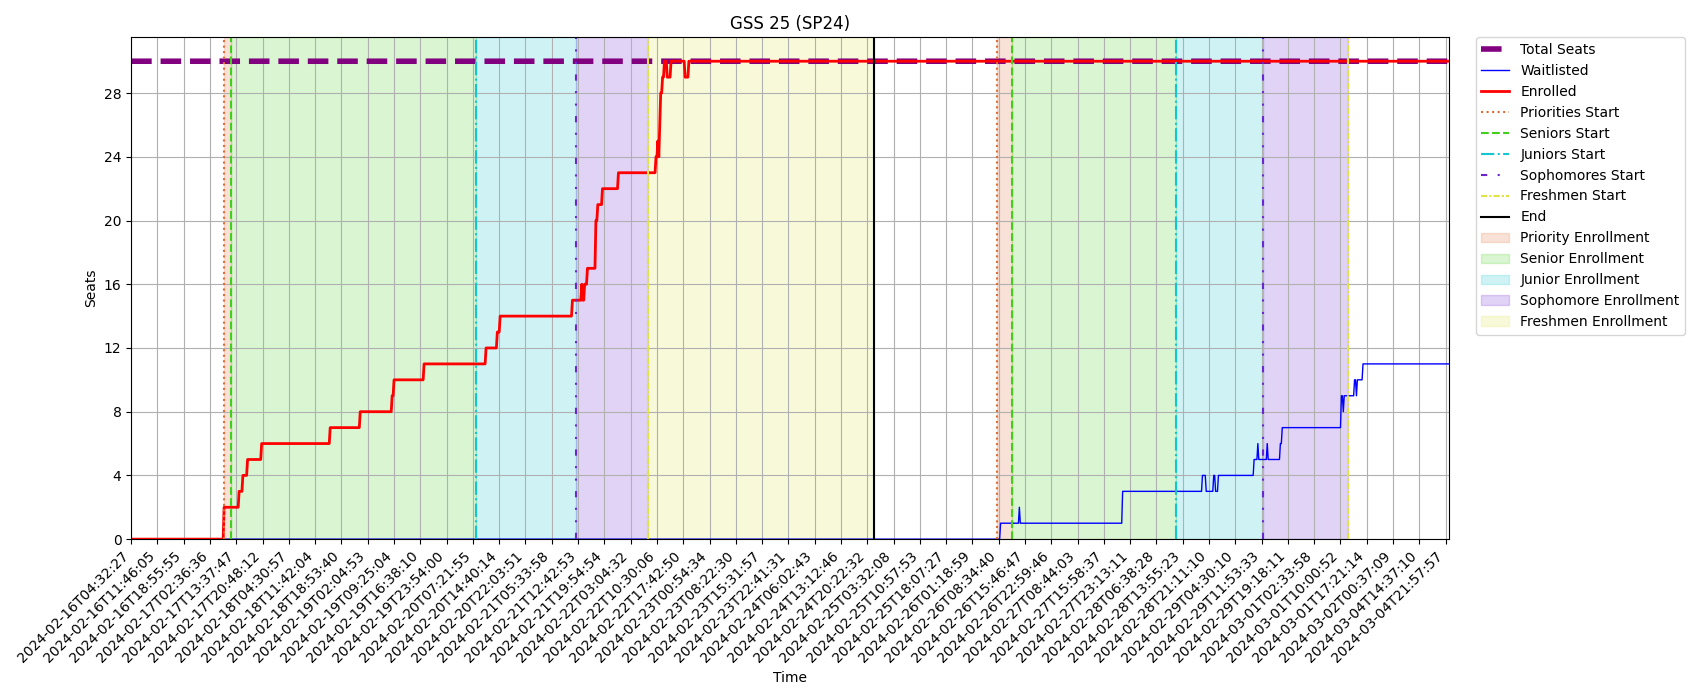 GSS 25 (SP24)
Seats
28
24
20
16
12
8
4
0
2024-02-16T04:32:27
2024-02-16T11:46:05
2024-02-16T18:55:55
2024-02-17T02:36:36
2024-02-17T13:37:47
2024-02-17T20:48:12
2024-02-18T04:30:57
2024-02-18T11:42:04
2024-02-18T18:53:40
2024-02-19T02:04:53
2024-02-19T09:25:04
2024-02-19T16:38:10
2024-02-19T23:54:00
2024-02-20T07:21:55
2024-02-20T14:40:14
2024-02-20T22:03:51
2024-02-21T05:33:58
2024-02-21T12:42:53
2024-02-21T19:54:54
2024-02-22T03:04:32
2024-02-22T10:30:06
2024-02-22T17:42:50
2024-02-23T00:54:34
2024-02-23T08:22:30
2024-02-23T15:31:57
2024-02-23T22:41:31
2024-02-24T06:02:43
2024-02-24T13:12:46
2024-02-24T20:22:32
2024-02-25T03:32:08
2024-02-25T10:57:53
2024-02-25T18:07:27
2024-02-26T01:18:59
2024-02-26T08:34:40
2024-02-26T15:46:47
2024-02-26T22:59:46
2024-02-27T08:44:03
2024-02-27T15:58:37
2024-02-27T23:13:11
2024-02-28T06:38:28
2024-02-28T13:55:23
2024-02-28T21:11:10
2024-02-29T04:30:10
2024-02-29T11:53:33
2024-02-29T19:18:11
2024-03-01T02:33:58
2024-03-01T10:00:52
2024-03-01T17:21:14
2024-03-02T00:37:09
2024-03-04T14:37:10
2024-03-04T21:57:57
Time
Total Seats
Waitlisted
Enrolled
Priorities Start
Seniors Start
Juniors Start
Sophomores Start
Freshmen Start
End
Priority Enrollment
Senior Enrollment
Junior Enrollment
Sophomore Enrollment
Freshmen Enrollment